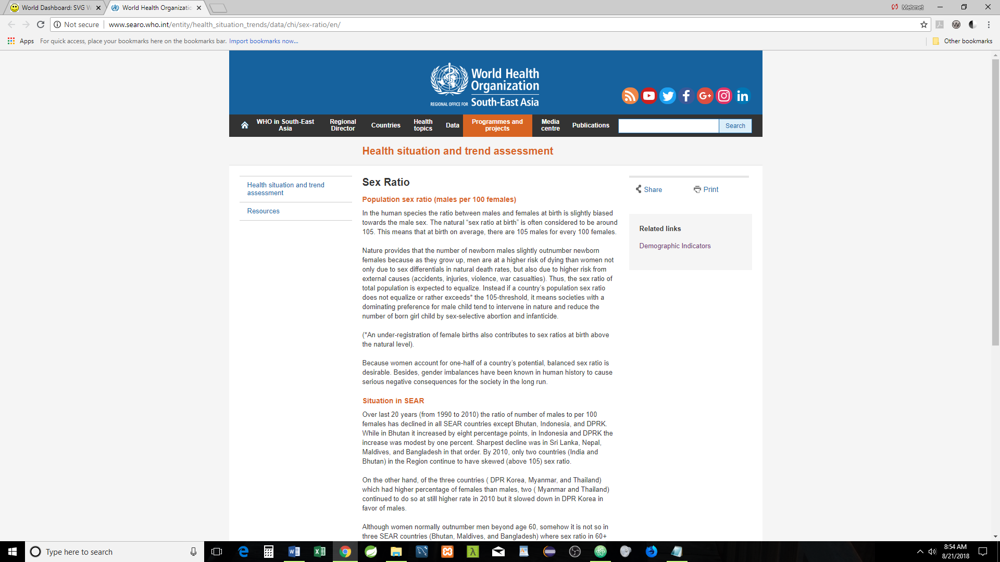 World Dashboard: SVG W
World Health Organizatio
Mehmet
Not secure
www.searo.who.int/entity/health_situation_trends/data/chi/sex-ratio/en/
Apps
For quick access, place your bookmarks here on the bookmarks bar. Import bookmarks now...
Other bookmarks
World Health
Organization
REGIONAL OFFICE FOR South-East Asia
WHO in South-East
Asia
Regional
Director
Countries
Health
topics
Data
Programmes and
projects
Media
centre
Publications
Search
Health situation and trend assessment
Health situation and trend
assessment
Resources
Sex Ratio
Population sex ratio (males per 100 females)
In the human species the ratio between males and females at birth is slightly biased
towards the male sex. The natural “sex ratio at birth” is often considered to be around
105. This means that at birth on average, there are 105 males for every 100 females.
Nature provides that the number of newborn males slightly outnumber newborn
females because as they grow up, men are at a higher risk of dying than women not
only due to sex differentials in natural death rates, but also due to higher risk from
external causes (accidents, injuries, violence, war casualties). Thus, the sex ratio of
total population is expected to equalize. Instead if a country’s population sex ratio
does not equalize or rather exceeds* the 105-threshold, it means societies with a
dominating preference for male child tend to intervene in nature and reduce the
number of born girl child by sex-selective abortion and infanticide.
(*An under-registration of female births also contributes to sex ratios at birth above
the natural level).
Because women account for one-half of a country’s potential, balanced sex ratio is
desirable. Besides, gender imbalances have been known in human history to cause
serious negative consequences for the society in the long run.
Situation in SEAR
Over last 20 years (from 1990 to 2010) the ratio of number of males to per 100
females has declined in all SEAR countries except Bhutan, Indonesia, and DPRK.
While in Bhutan it increased by eight percentage points, in Indonesia and DPRK the
increase was modest by one percent. Sharpest decline was in Sri Lanka, Nepal,
Maldives, and Bangladesh in that order. By 2010, only two countries (India and
Bhutan) in the Region continue to have skewed (above 105) sex ratio.
On the other hand, of the three countries ( DPR Korea, Myanmar, and Thailand)
which had higher percentage of females than males, two ( Myanmar and Thailand)
continued to do so at still higher rate in 2010 but it slowed down in DPR Korea in
favor of males.
Although women normally outnumber men beyond age 60, somehow it is not so in
three SEAR countries (Bhutan, Maldives, and Bangladesh) where sex ratio in 60+
Share
Print
Related links
Demographic Indicators
Type here to search
8:54 AM
8/21/2018